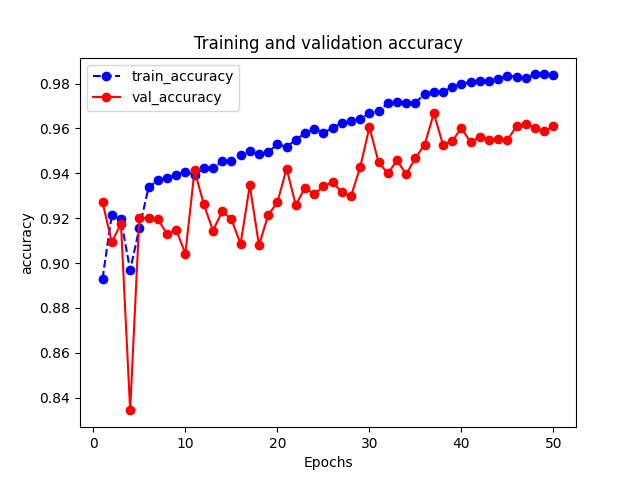 Training and validation accuracy
train_accuracy
val_accuracy
accuracy
0.98
0.96
0.94
0.92
0.90
0.88
0.86
0.84
0 10 20 30 40 50
Epochs